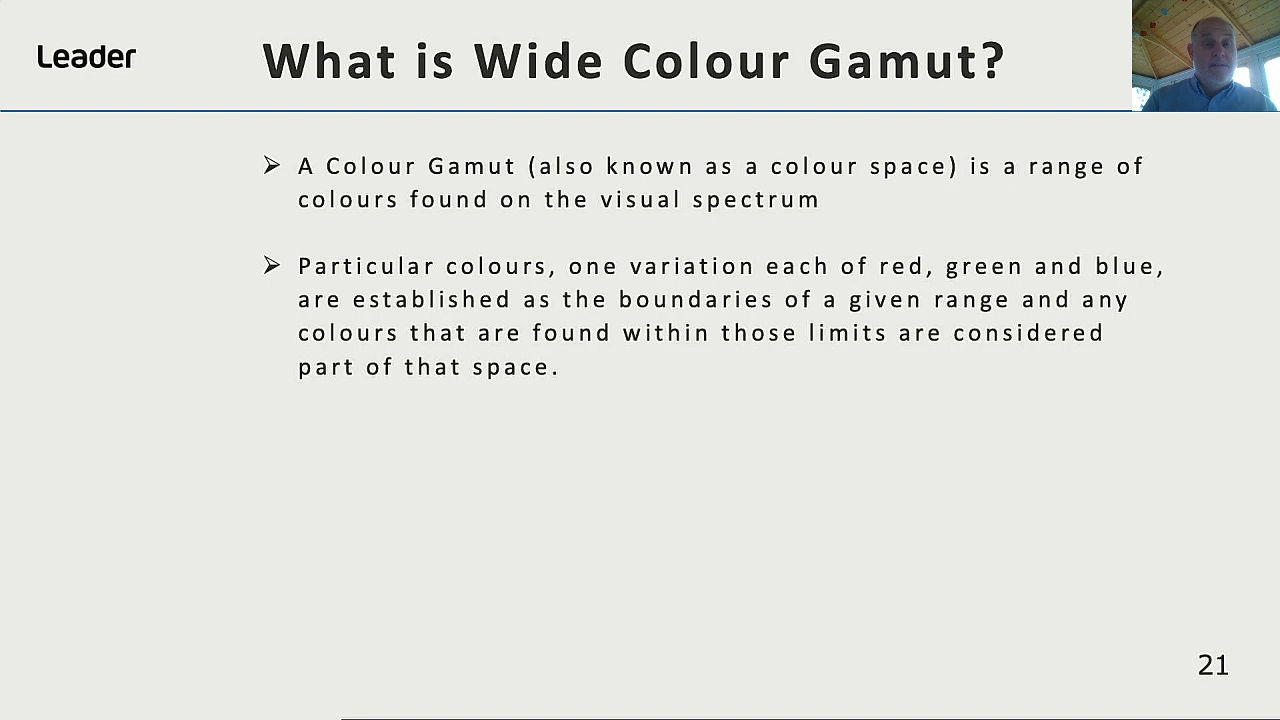 Leader
What is Wide Colour Gamut?
➢ A Colour Gamut (also known as a colour space) is a range of
colours found on the visual spectrum
➢ Particular colours, one variation each of red, green and blue,
are established as the boundaries of a given range and any
colours that are found within those limits are considered
part of that space.
21